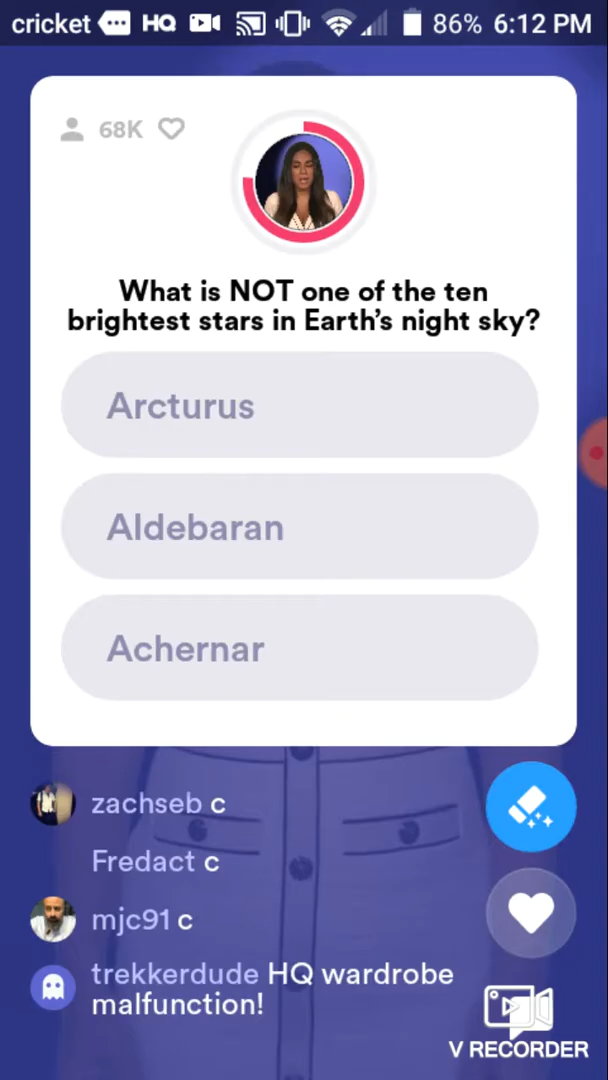 cricket HQ 86% 6:12 PM
68K
What is NOT one of the ten
brightest stars in Earth's night sky?
Arcturus
Aldebaran
Achernar
zachseb c
Fredact c
mjc91 c
trekkerdude HQ wardrobe
malfunction!
V RECORDER